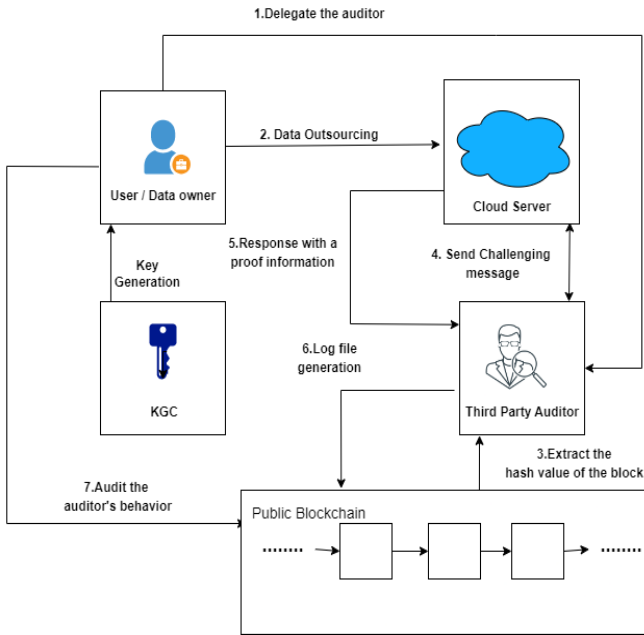 1.Delegate the auditor
2. Data Outsourcing
User / Data owner
Cloud Server
5.Response with a
proof information
4. Send Challenging
message
Key
Generation
6.Log file
generation
KGC
Third Party Auditor
3.Extract the
hash value of the block
7.Audit the
auditor's behavior
Public Blockchain
........ ........